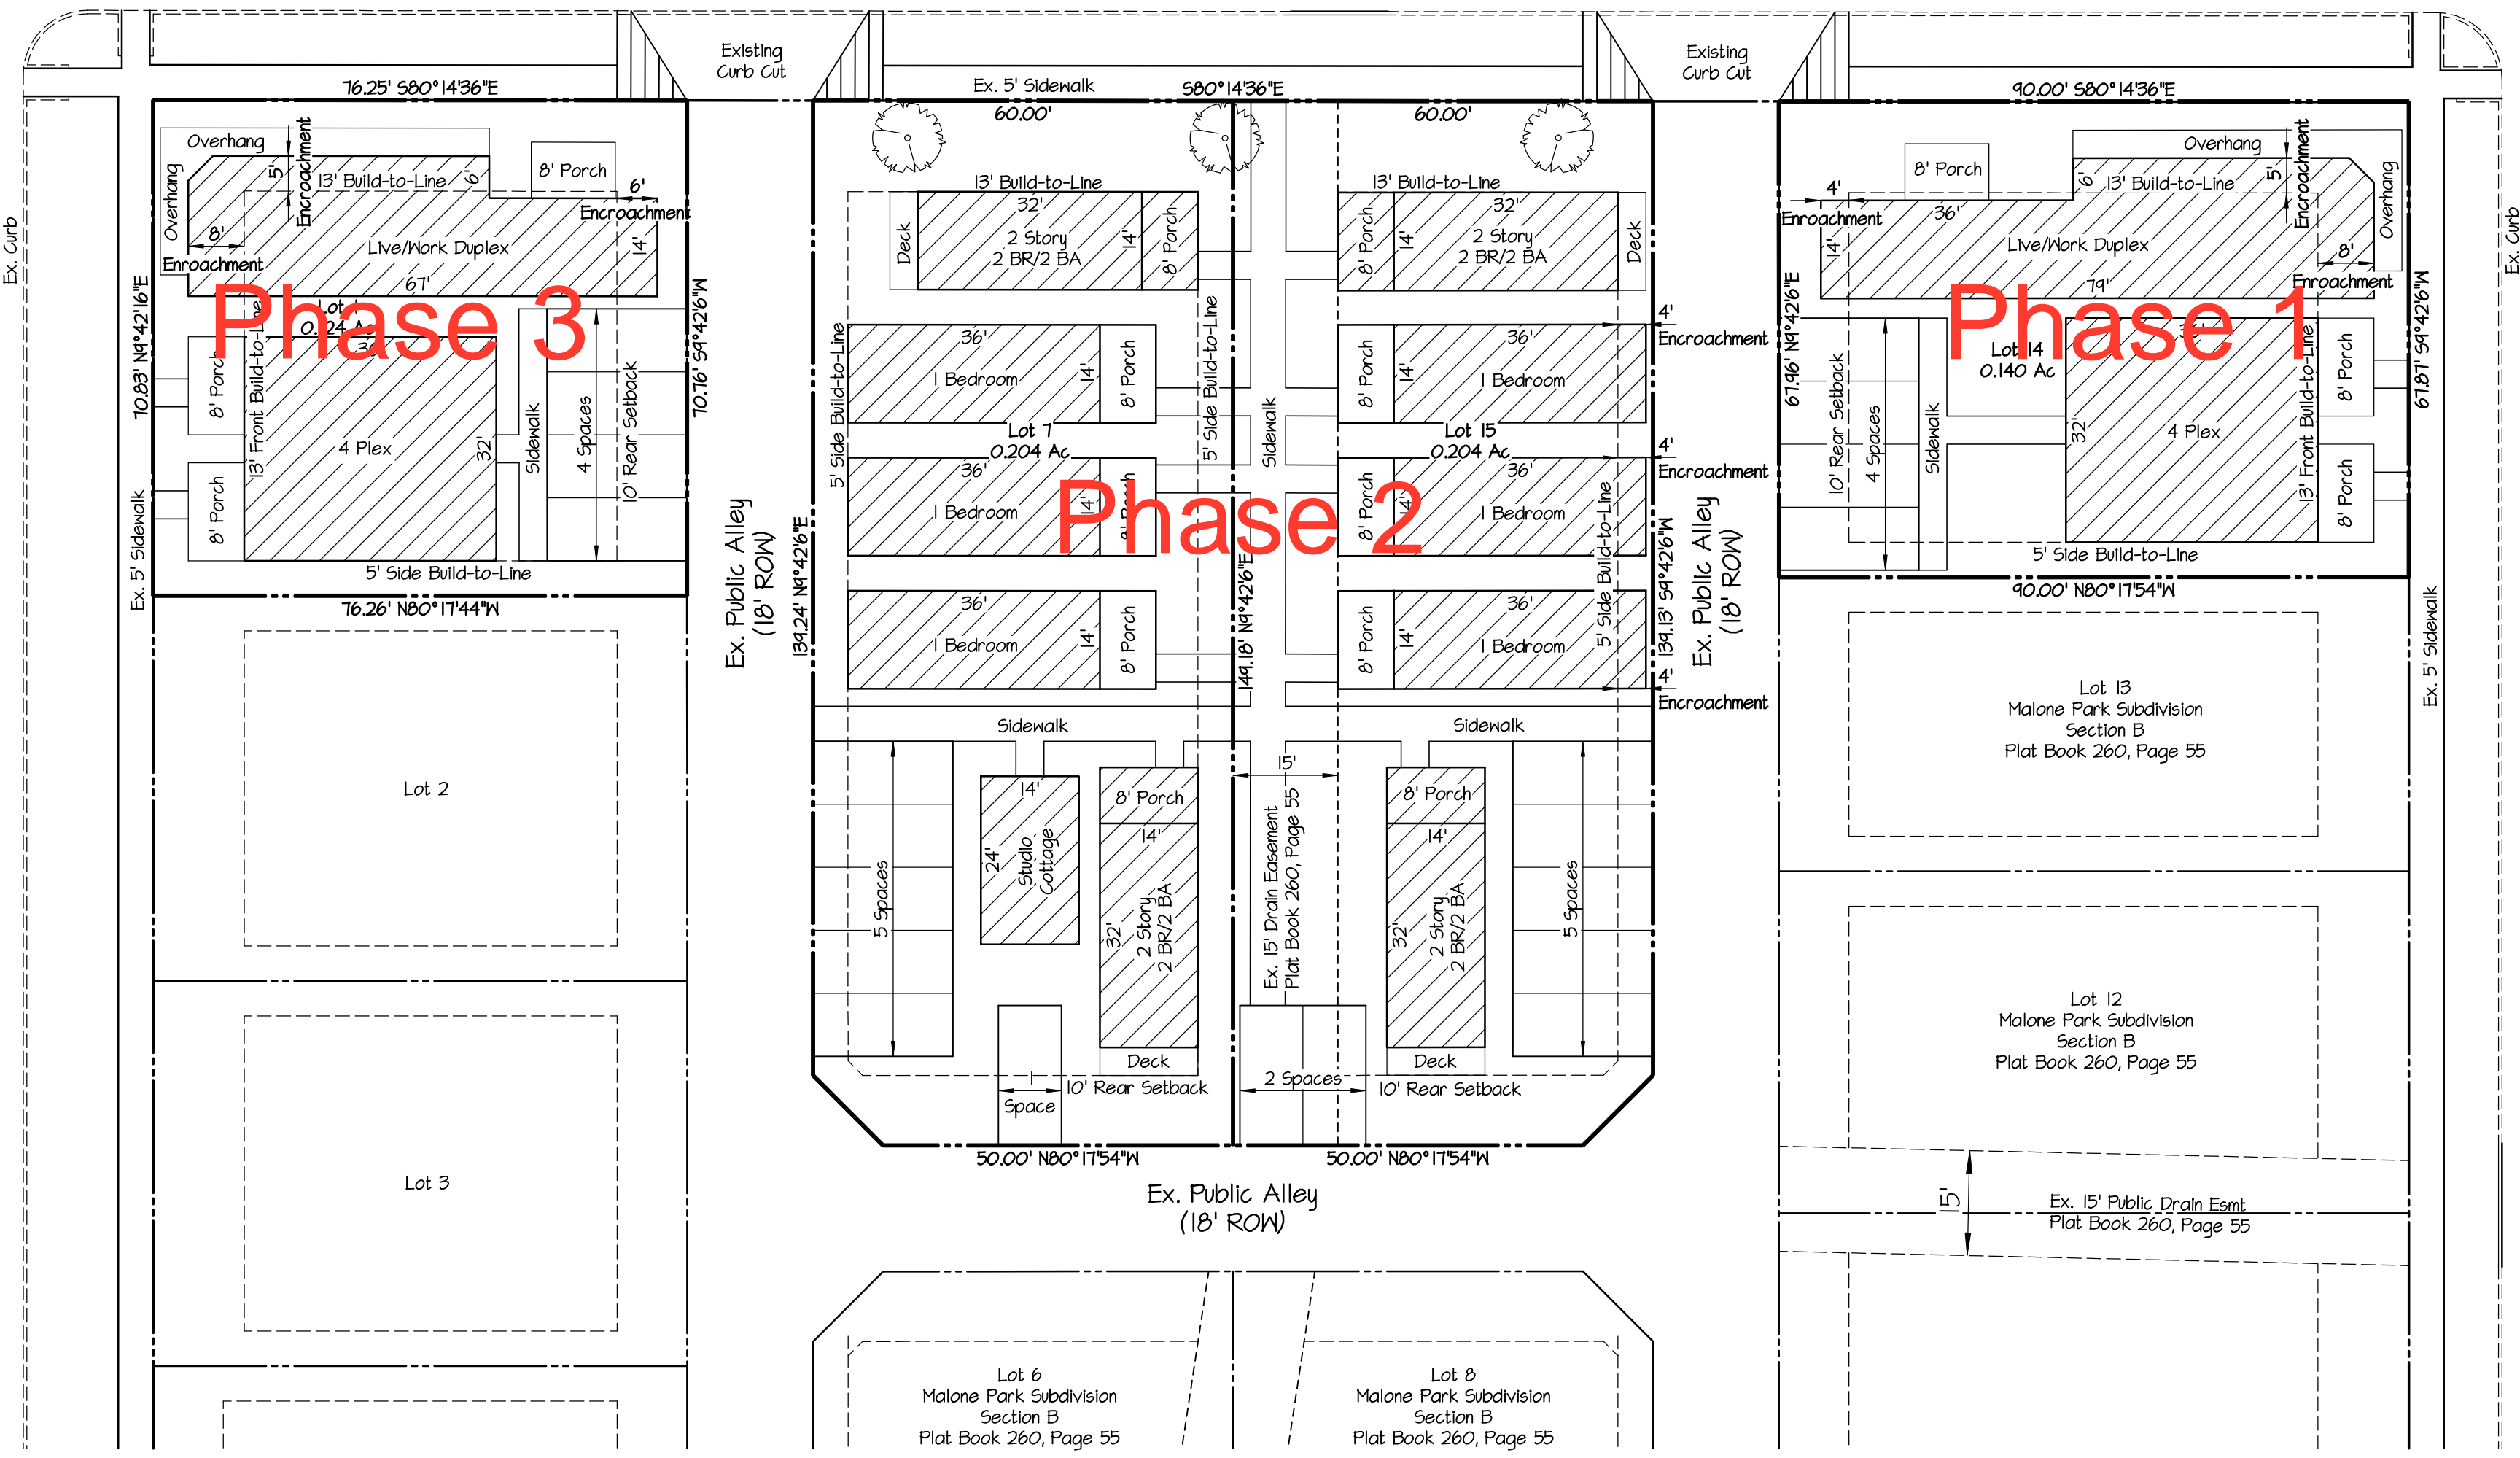 Existing
Curb Cut
Existing
Curb Cut
76.25' S80°14'36"E
Ex. 5' Sidewalk
S80°14'36"E
90.00' S80°14'36"E
60.00'
60.00'
Ex. Curb
Ex. 5' Sidewalk
70.83' N9°42'16"E
Overhang
Overhang
5'
Encroachment
13' Build-to-Line
6'
8' Porch
6'
Encroachment
8'
Enroachment
Live/Work Duplex
14'
67'
Phase 3
Lot 1
8' Porch
13' Front Build-to-Line
4 Plex
32'
8' Porch
Sidewalk
4 Spaces
10' Rear Setback
70.76' S9°42'6"W
5' Side Build-to-Line
76.26' N80°17'44"W
Lot 2
Lot 3
Ex. Public Alley
(18' ROW)
139.24' N9°42'6"E
13' Build-to-Line
Deck
32'
2 Story
2 BR/2 BA
14'
8' Porch
5' Side Build-to-Line
36'
1 Bedroom
14'
8' Porch
5' Side Build-to-Line
Lot 7
0.204 Ac
36'
1 Bedroom
14'
8' Porch
36'
1 Bedroom
14'
8' Porch
Sidewalk
149.18' N9°42'6"E
Phase 2
13' Build-to-Line
8' Porch
14'
32'
2 Story
2 BR/2 BA
Deck
8' Porch
14'
36'
1 Bedroom
4'
Encroachment
Lot 15
0.204 Ac
8' Porch
14'
36'
1 Bedroom
4'
Encroachment
5' Side Build-to-Line
8' Porch
14'
36'
1 Bedroom
4'
Encroachment
139.13' S9°42'6"W
Ex. Public Alley
(18' ROW)
Sidewalk
Sidewalk
5 Spaces
14'
24'
Studio
Cottage
8' Porch
14'
32'
2 Story
2 BR/2 BA
Deck
15'
Ex. 15' Drain Easement
Plat Book 260, Page 55
8' Porch
14'
32'
2 Story
2 BR/2 BA
Deck
5 Spaces
1
Space
10' Rear Setback
2 Spaces
10' Rear Setback
50.00' N80°17'54"W
50.00' N80°17'54"W
Ex. Public Alley
(18' ROW)
Lot 6
Malone Park Subdivision
Section B
Plat Book 260, Page 55
Lot 8
Malone Park Subdivision
Section B
Plat Book 260, Page 55
8' Porch
4'
Enroachment
36'
14'
6'
13' Build-to-Line
Overhang
5'
Encroachment
Overhang
Live/Work Duplex
8'
Enroachment
79'
67.96' N9°42'6"E
Phase 1
Lot 14
0.140 Ac
10' Rear Setback
4 Spaces
Sidewalk
32'
4 Plex
13' Front Build-to-Line
8' Porch
8' Porch
67.87' S9°42'6"W
5' Side Build-to-Line
90.00' N80°17'54"W
Ex. Curb
Ex. 5' Sidewalk
Lot 13
Malone Park Subdivision
Section B
Plat Book 260, Page 55
Lot 12
Malone Park Subdivision
Section B
Plat Book 260, Page 55
15'
Ex. 15' Public Drain Esmt
Plat Book 260, Page 55